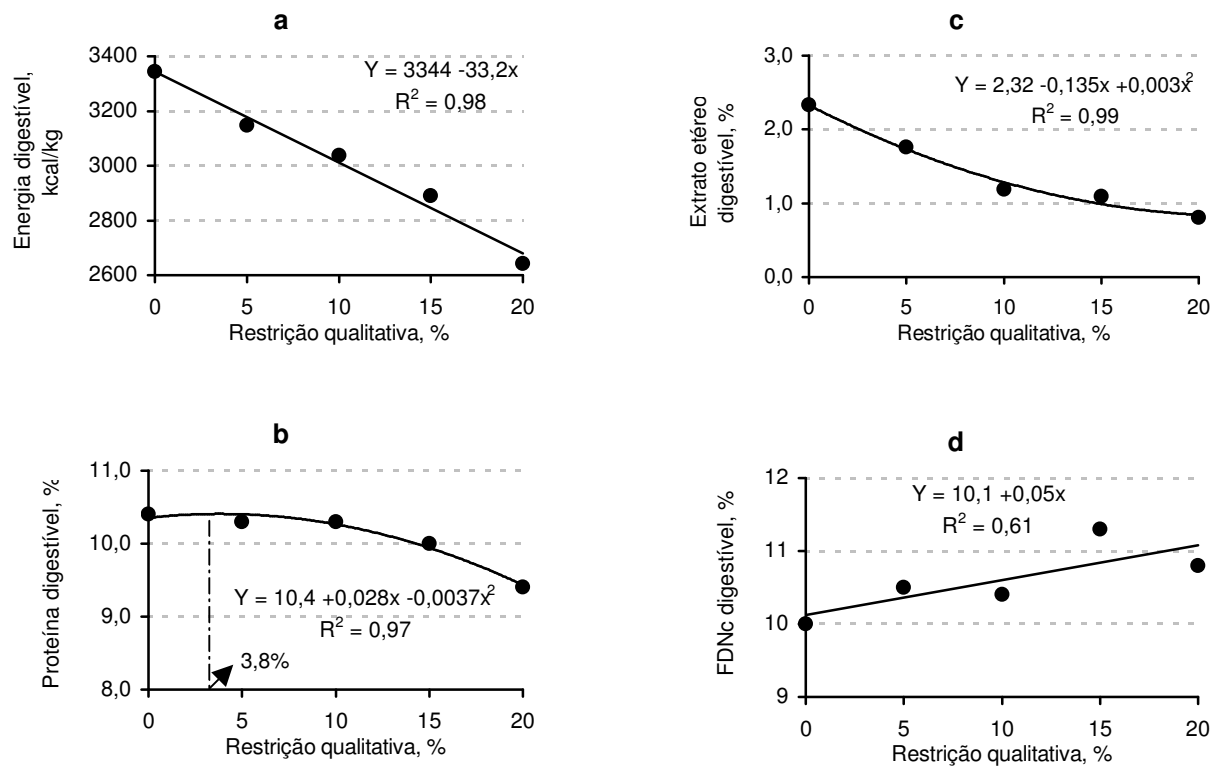 a
Energia digestível,
kcal/kg
3400
3200
3000
2800
2600
Y = 3344 -33,2x
R² = 0,98
0 5 10 15 20
Restrição qualitativa, %
c
Extrato etéreo
digestível, %
3,0
2,0
1,0
0,0
Y = 2,32 -0,135x +0,003x²
R² = 0,99
0 5 10 15 20
Restrição qualitativa, %
b
Proteína digestível, %
11,0
10,0
9,0
8,0
Y = 10,4 +0,028x -0,0037x²
R² = 0,97
3,8%
0 5 10 15 20
Restrição qualitativa, %
d
FDNc digestível, %
12
11
10
9
Y = 10,1 +0,05x
R² = 0,61
0 5 10 15 20
Restrição qualitativa, %